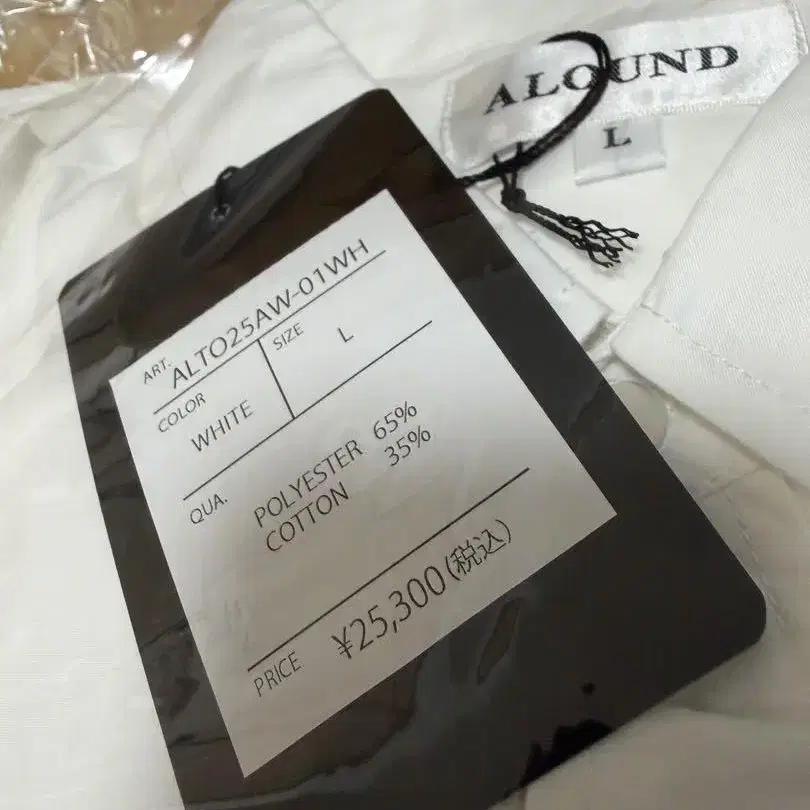 ALOUND
L
ART. ALTO25AW-01WH
COLOR WHITE
SIZE L
QUA. POLYESTER 65%
COTTON 35%
PRICE ¥25,300(税込)